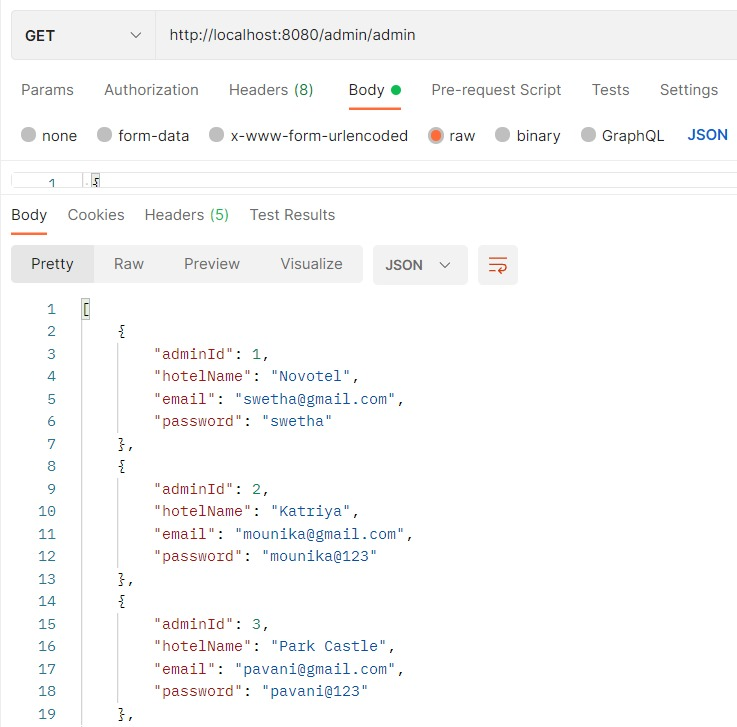 GET http://localhost:8080/admin/admin
Params Authorization Headers (8) Body Pre-request Script Tests Settings
none form-data x-www-form-urlencoded raw binary GraphQL JSON
1 {
Body Cookies Headers (5) Test Results
Pretty Raw Preview Visualize JSON
1 [
2 {
3 "adminId": 1,
4 "hotelName": "Novotel",
5 "email": "swetha@gmail.com",
6 "password": "swetha"
7 },
8 {
9 "adminId": 2,
10 "hotelName": "Katriya",
11 "email": "mounika@gmail.com",
12 "password": "mounika@123"
13 },
14 {
15 "adminId": 3,
16 "hotelName": "Park Castle",
17 "email": "pavani@gmail.com",
18 "password": "pavani@123"
19 },